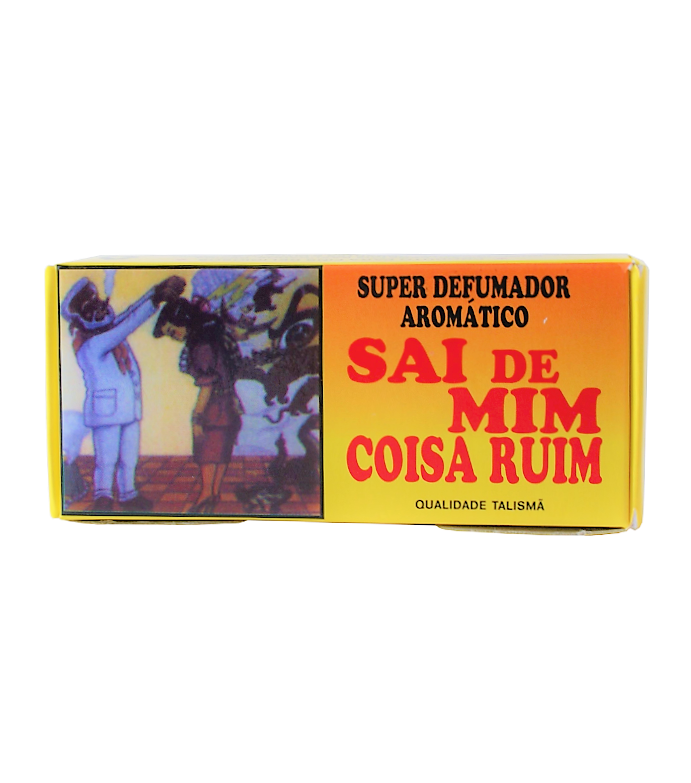 SUPER DEFUMADOR
AROMÁTICO
SAI DE
MIM
COISA RUIM
QUALIDADE TALISMÃ